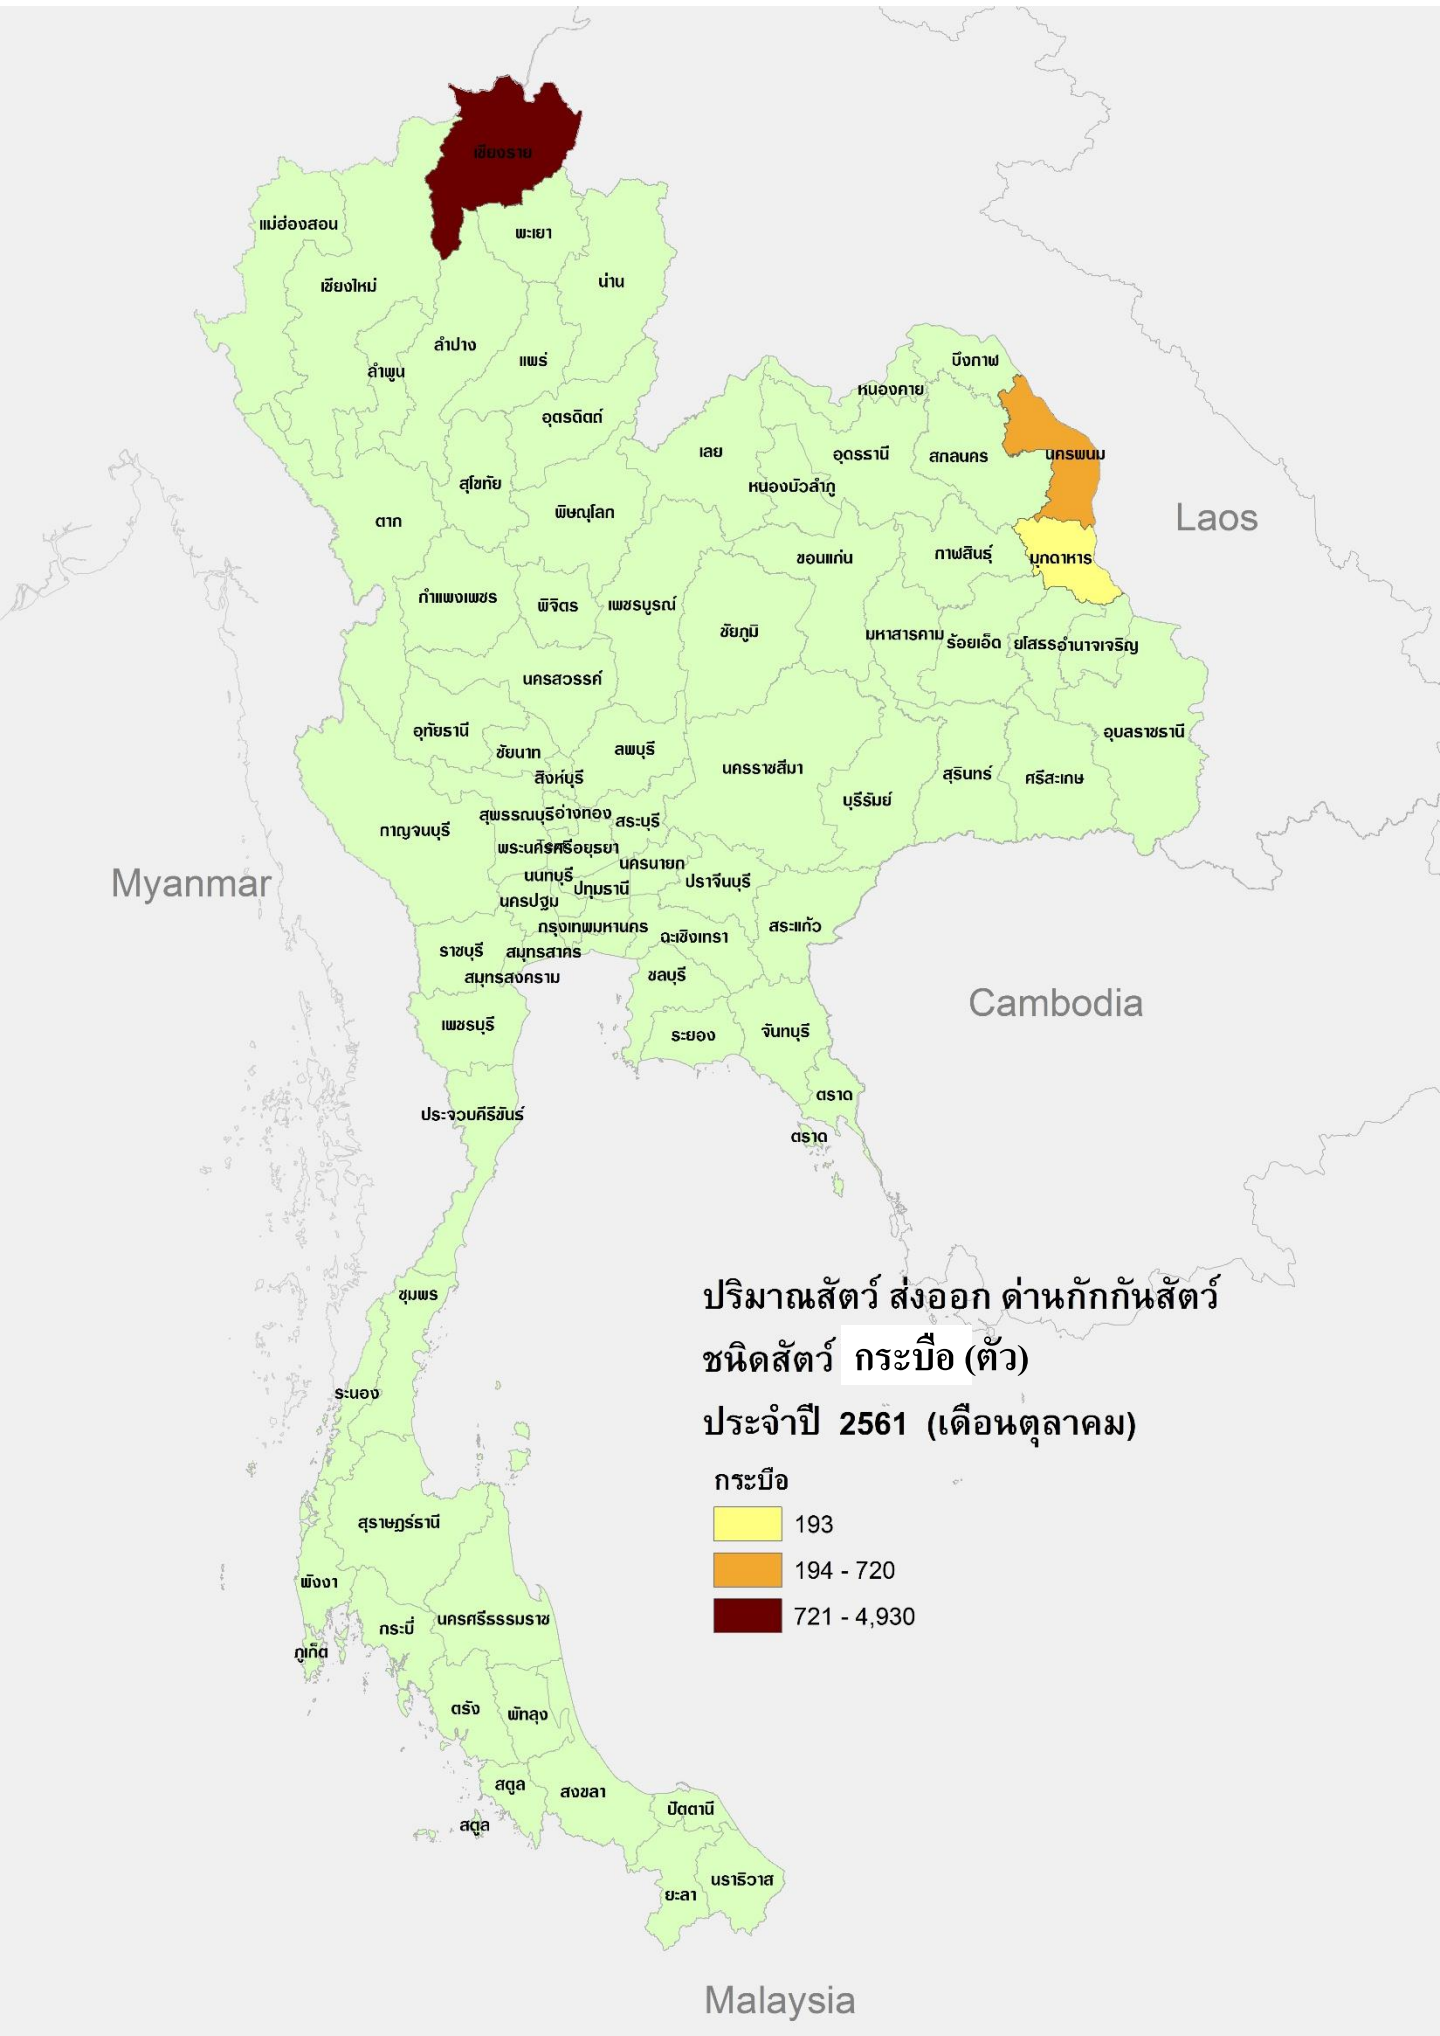 เชียงราย
แม่ฮ่องสอน
พะเยา
น่าน
เชียงใหม่
ลำปาง
แพร่
ลำพูน
บึงกาฬ
หนองคาย
อุตรดิตถ์
เลย
อุดรธานี
สกลนคร
นครพนม
สุโขทัย
หนองบัวลำภู
พิษณุโลก
ตาก
Laos
ขอนแก่น
กาฬสินธุ์
มุกดาหาร
กำแพงเพชร
พิจิตร
เพชรบูรณ์
ชัยภูมิ
มหาสารคาม
ร้อยเอ็ด
ยโสธร
อำนาจเจริญ
นครสวรรค์
อุทัยธานี
ชัยนาท
ลพบุรี
นครราชสีมา
สุรินทร์
ศรีสะเกษ
อุบลราชธานี
สิงห์บุรี
บุรีรัมย์
สุพรรณบุรี
อ่างทอง
สระบุรี
กาญจนบุรี
พระนครศรีอยุธยา
นครนายก
นนทบุรี
ปทุมธานี
ปราจีนบุรี
Myanmar
นครปฐม
กรุงเทพมหานคร
ฉะเชิงเทรา
สระแก้ว
ราชบุรี
สมุทรสาคร
สมุทรสงคราม
ชลบุรี
Cambodia
เพชรบุรี
ระยอง
จันทบุรี
ตราด
ประจวบคีรีขันธ์
ตราด
ชุมพร
ปริมาณสัตว์ ส่งออก ด่านกักกันสัตว์
ชนิดสัตว์ กระบือ (ตัว)
ประจำปี 2561 (เดือนตุลาคม)
กระบือ
193
194 - 720
721 - 4,930
ระนอง
สุราษฎร์ธานี
พังงา
กระบี่
นครศรีธรรมราช
ภูเก็ต
ตรัง
พัทลุง
สตูล
สงขลา
ปัตตานี
สตูล
นราธิวาส
ยะลา
Malaysia